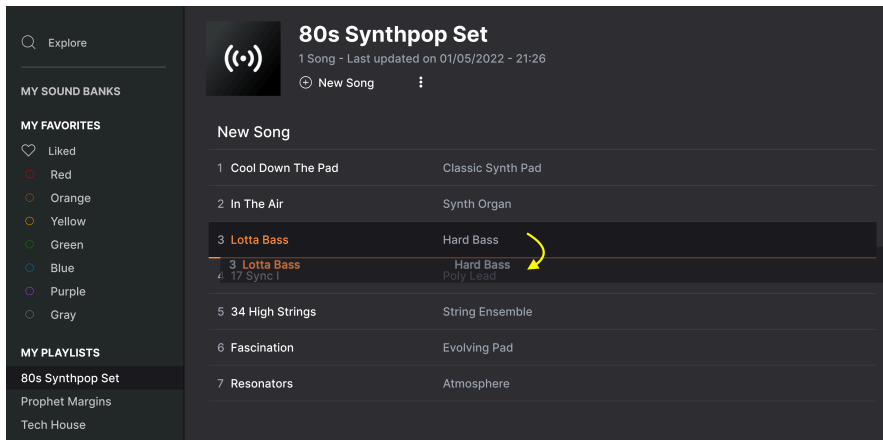 Explore
MY SOUND BANKS
MY FAVORITES
Liked
Red
Orange
Yellow
Green
Blue
Purple
Gray
MY PLAYLISTS
80s Synthpop Set
Prophet Margins
Tech House
80s Synthpop Set
1 Song - Last updated on 01/05/2022 - 21:26
New Song
New Song
1 Cool Down The Pad Classic Synth Pad
2 In The Air Synth Organ
3 Lotta Bass Hard Bass
3 Lotta Bass Hard Bass
4 17 Sync I Poly Lead
5 34 High Strings String Ensemble
6 Fascination Evolving Pad
7 Resonators Atmosphere